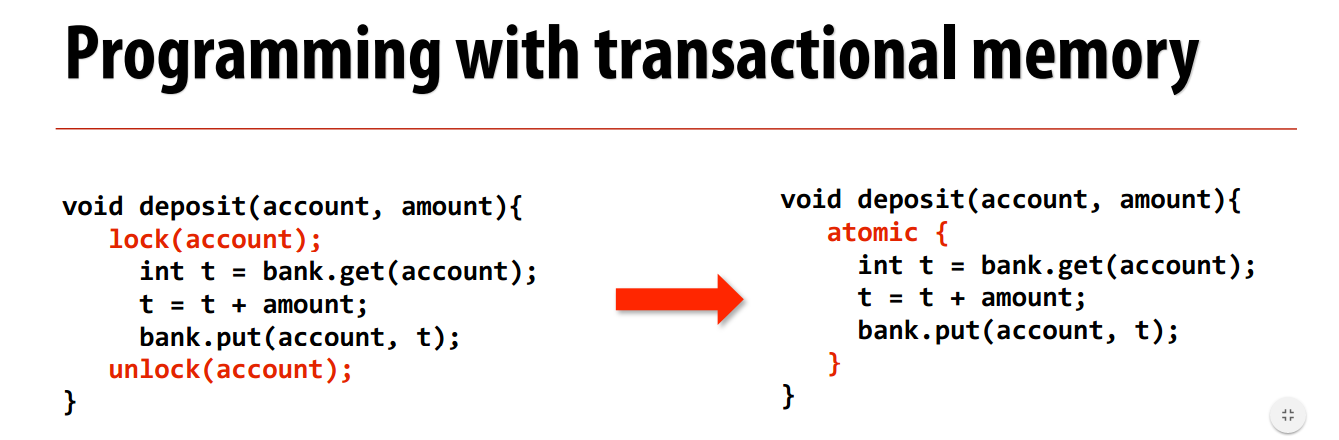 Programming with transactional memory
void deposit(account, amount){
lock(account);
int t = bank.get(account);
t = t + amount;
bank.put(account, t);
unlock(account);
}
void deposit(account, amount){
atomic {
int t = bank.get(account);
t = t + amount;
bank.put(account, t);
}
}